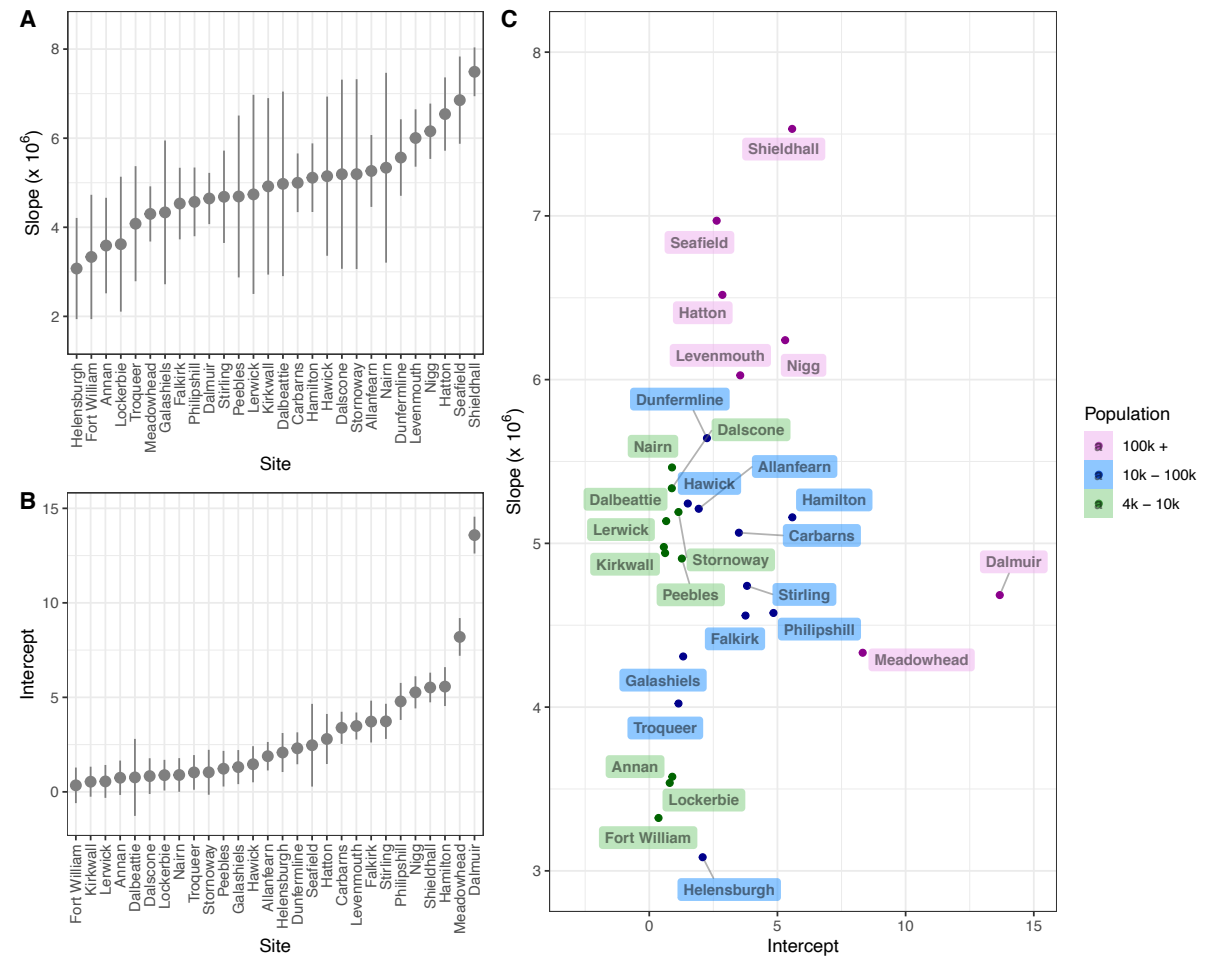 A
8
6
4
2
Slope (x 10⁶)
Helensburgh
Fort William
Annan
Lockerbie
Troqueer
Meadowhead
Galashiels
Falkirk
Philipshill
Dalmuir
Stirling
Peebles
Lerwick
Kirkwall
Dalbeattie
Carbarns
Hamilton
Hawick
Dalscone
Stornoway
Allanfearn
Nairn
Dunfermline
Levenmouth
Nigg
Hatton
Seafield
Shieldhall
Site
B
15
10
5
0
Intercept
Fort William
Kirkwall
Lerwick
Annan
Dalbeattie
Dalscone
Lockerbie
Nairn
Troqueer
Stornoway
Peebles
Galashiels
Hawick
Allanfearn
Helensburgh
Dunfermline
Seafield
Hatton
Carbarns
Levenmouth
Falkirk
Stirling
Philipshill
Nigg
Shieldhall
Hamilton
Meadowhead
Dalmuir
Site
C
8
7
6
5
4
3
Slope (x 10⁶)
Shieldhall
Seafield
Hatton
Levenmouth
Nigg
Dunfermline
Dalscone
Nairn
Allanfearn
Hawick
Dalbeattie
Hamilton
Lerwick
Carbarns
Kirkwall
Stornoway
Dalmuir
Peebles
Stirling
Philipshill
Falkirk
Meadowhead
Galashiels
Troqueer
Annan
Lockerbie
Fort William
Helensburgh
0 5 10 15
Intercept
Population
a 100k +
a 10k − 100k
a 4k − 10k